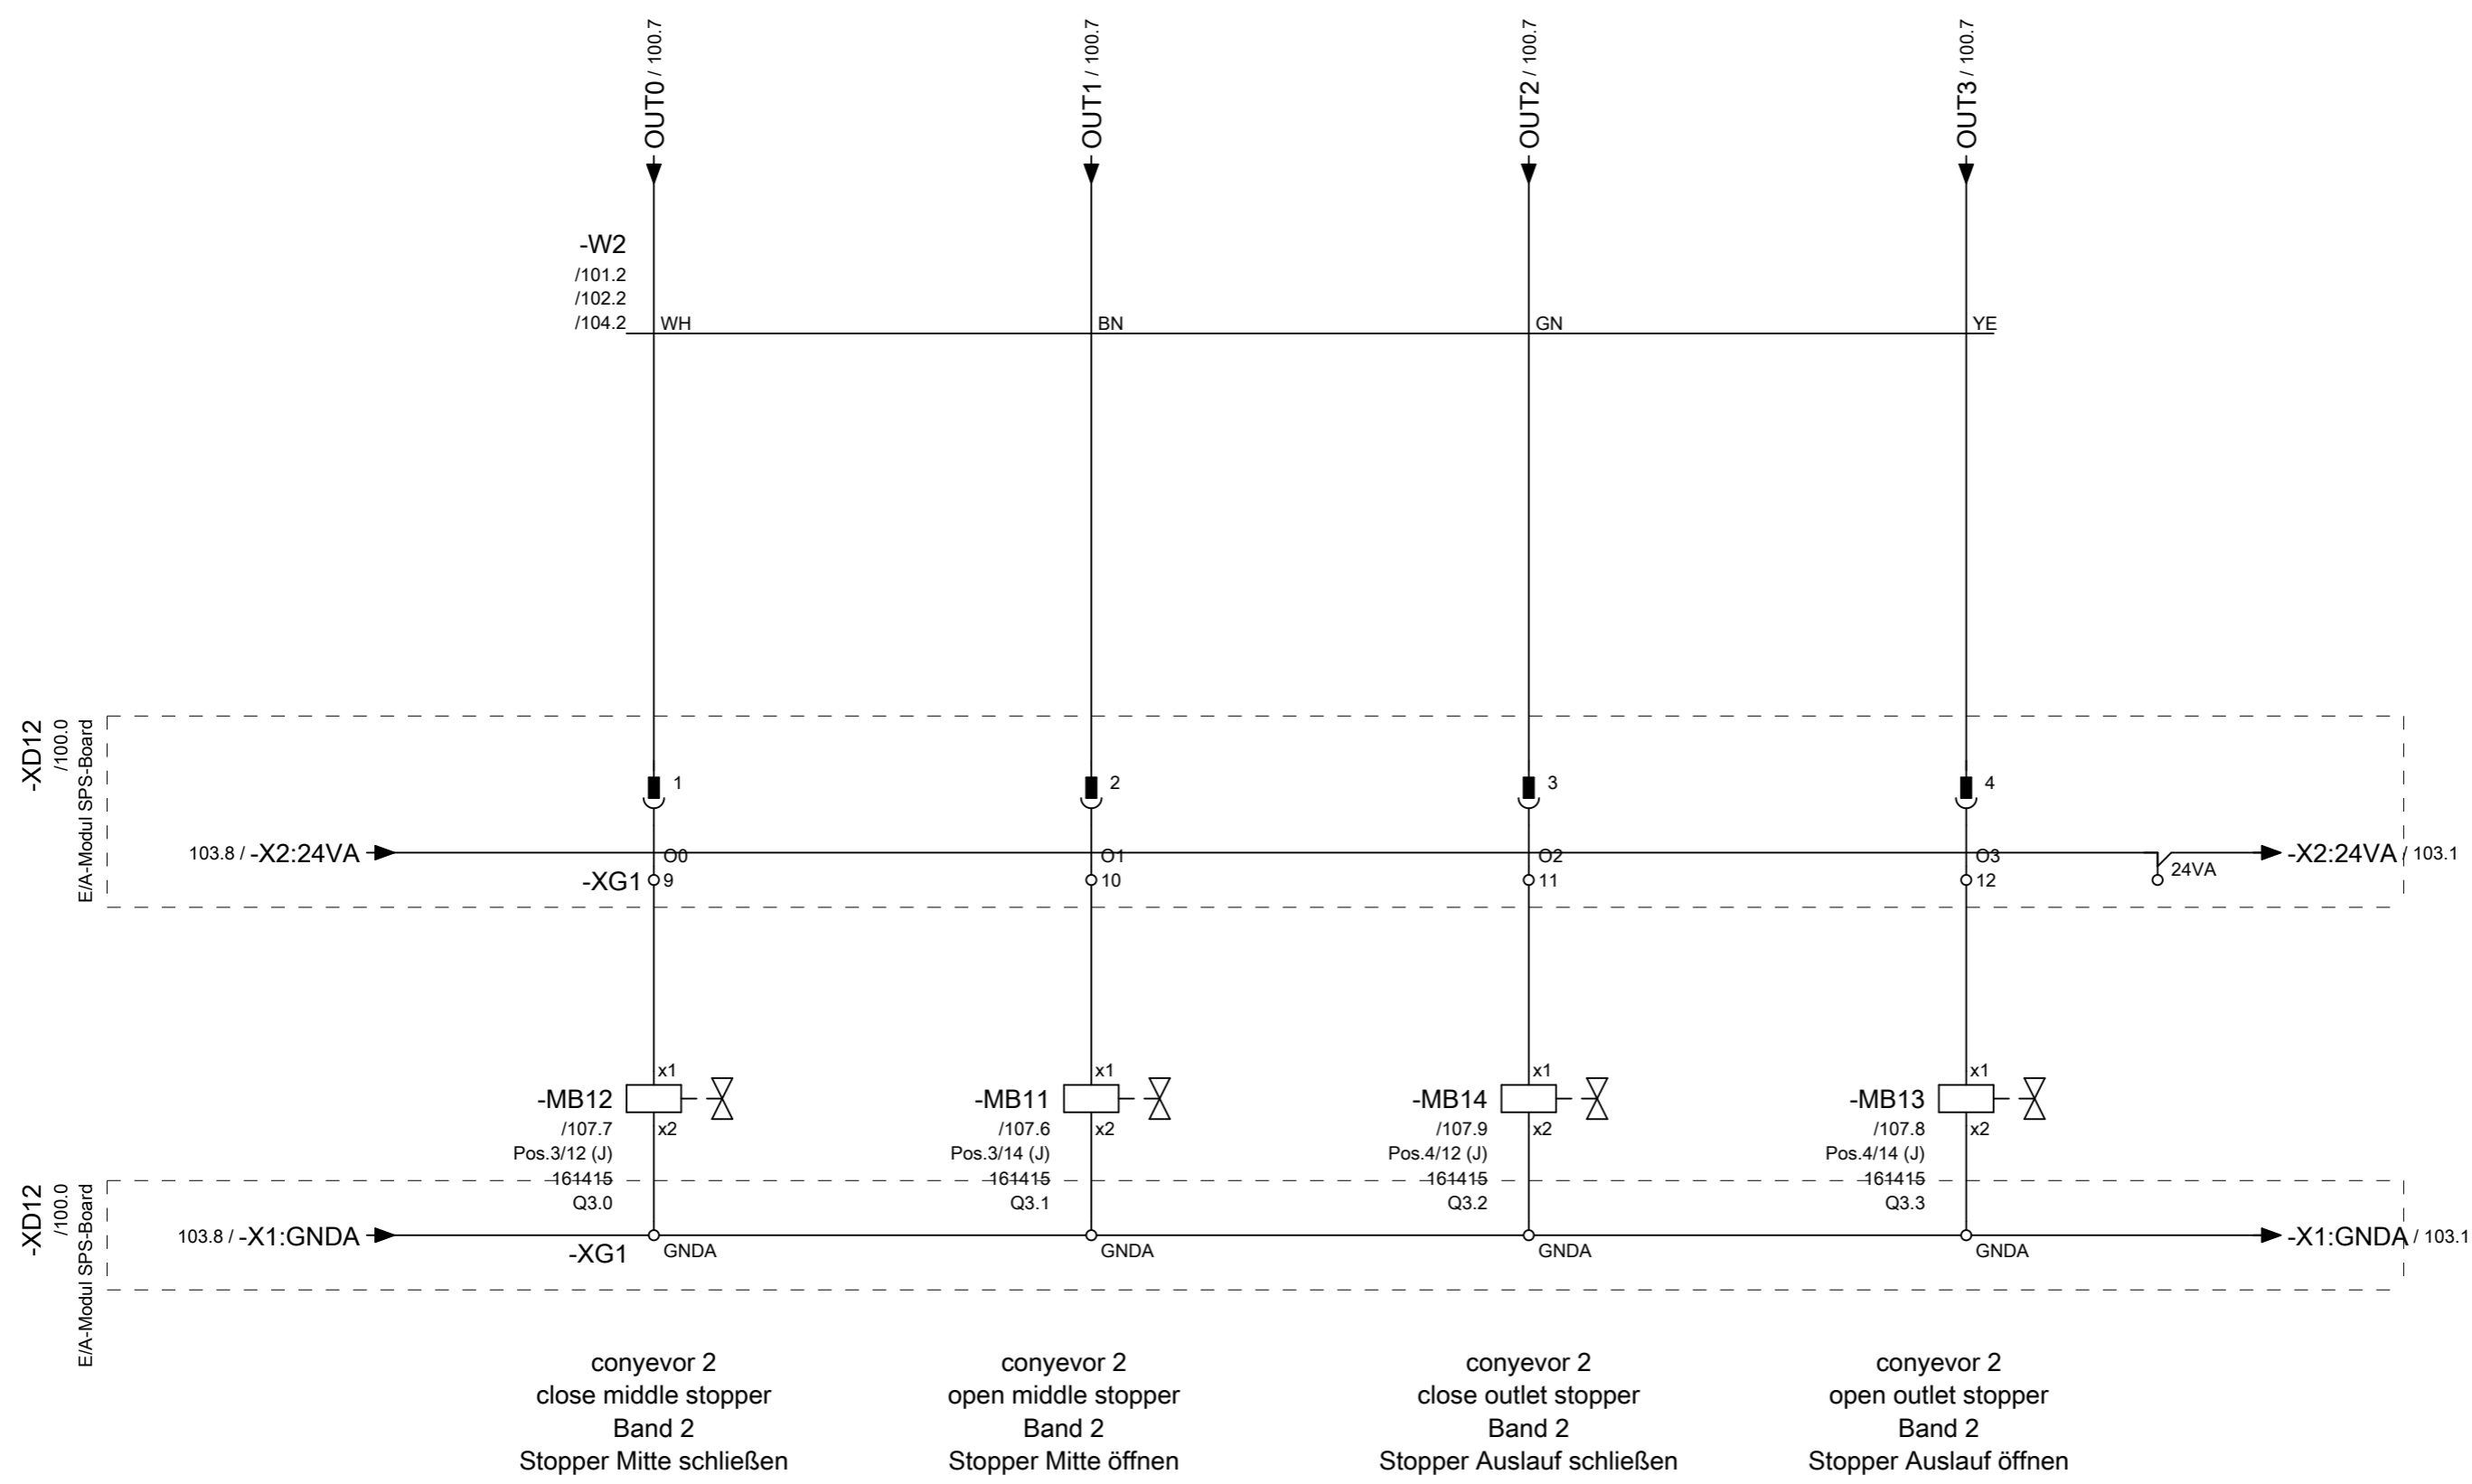 OUT0 / 100.7
OUT1 / 100.7
OUT2 / 100.7
OUT3 / 100.7
-W2
/101.2
/102.2
/104.2
WH
BN
GN
YE
-XD12
/100.0
E/A-Modul SPS-Board
1
2
3
4
103.8 / -X2:24VA
O0
O1
O2
O3
24VA
-X2:24VA / 103.1
-XG1
9
10
11
12
x1
x1
x1
x1
-MB12
-MB11
-MB14
-MB13
/107.7
x2
/107.6
x2
/107.9
x2
/107.8
x2
Pos.3/12 (J)
Pos.3/14 (J)
Pos.4/12 (J)
Pos.4/14 (J)
161415
161415
161415
161415
Q3.0
Q3.1
Q3.2
Q3.3
-XD12
/100.0
E/A-Modul SPS-Board
103.8 / -X1:GNDA
-X1:GNDA / 103.1
-XG1
GNDA
GNDA
GNDA
GNDA
conyevor 2
close middle stopper
Band 2
Stopper Mitte schließen
conyevor 2
open middle stopper
Band 2
Stopper Mitte öffnen
conyevor 2
close outlet stopper
Band 2
Stopper Auslauf schließen
conyevor 2
open outlet stopper
Band 2
Stopper Auslauf öffnen